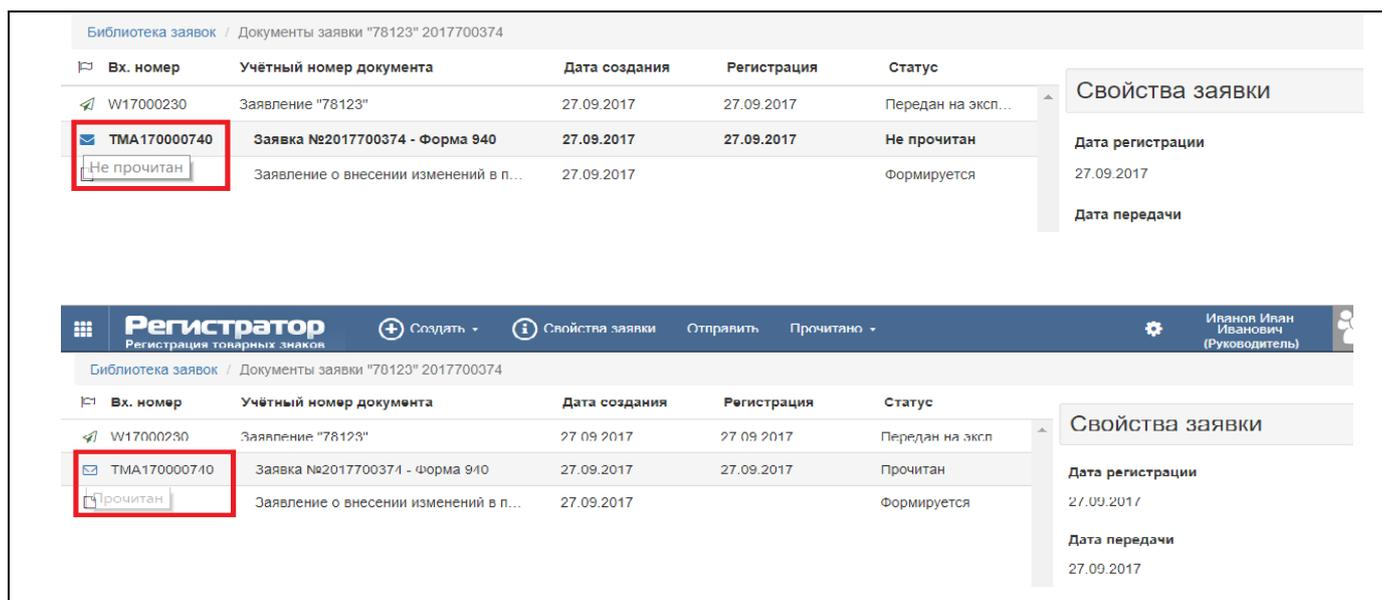 Библиотека заявок / Документы заявки "78123" 2017700374
Вх. номер Учётный номер документа Дата создания Регистрация Статус
Свойства заявки
W17000230 Заявление "78123" 27.09.2017 27.09.2017 Передан на эксп...
TMA170000740 Заявка №2017700374 - Форма 940 27.09.2017 27.09.2017 Не прочитан
Дата регистрации
Не прочитан
Заявление о внесении изменений в п... 27.09.2017 Формируется
27.09.2017
Дата передачи
Регистратор
Регистрация товарных знаков
Создать Свойства заявки Отправить Прочитано
Иванов Иван
Иванович
(Руководитель)
Библиотека заявок / Документы заявки "78123" 2017700374
Вх. номер Учётный номер документа Дата создания Регистрация Статус
Свойства заявки
W17000230 Заявление "78123" 27.09.2017 27.09.2017 Передан на эксп
TMA170000740 Заявка №2017700374 - Форма 940 27.09.2017 27.09.2017 Прочитан
Дата регистрации
Прочитан
Заявление о внесении изменений в п... 27.09.2017 Формируется
27.09.2017
Дата передачи
27.09.2017